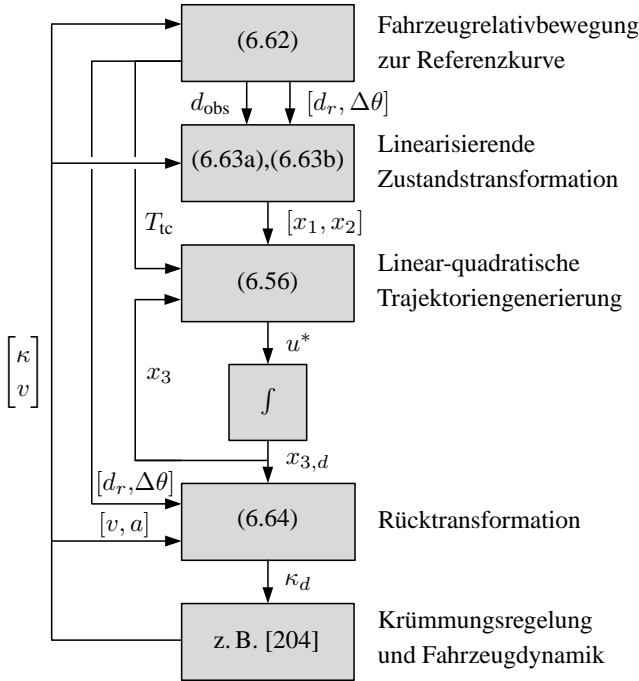 (6.62)
Fahrzeugrelativbewegung
zur Referenzkurve
d_obs
[d_r, Δθ]
(6.63a),(6.63b)
Linearisierende
Zustandstransformation
T_tc
[x_1, x_2]
(6.56)
Linear-quadratische
Trajektoriengenerierung
[κ
v]
x_3
u*
∫
x_{3,d}
[d_r,Δθ]
[v, a]
(6.64)
Rücktransformation
κ_d
z. B. [204]
Krümmungsregelung
und Fahrzeugdynamik